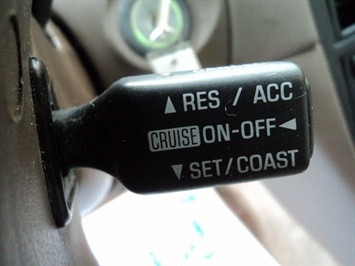 ▲ RES / ACC
CRUISE ON-OFF ◄
▼ SET/COAST